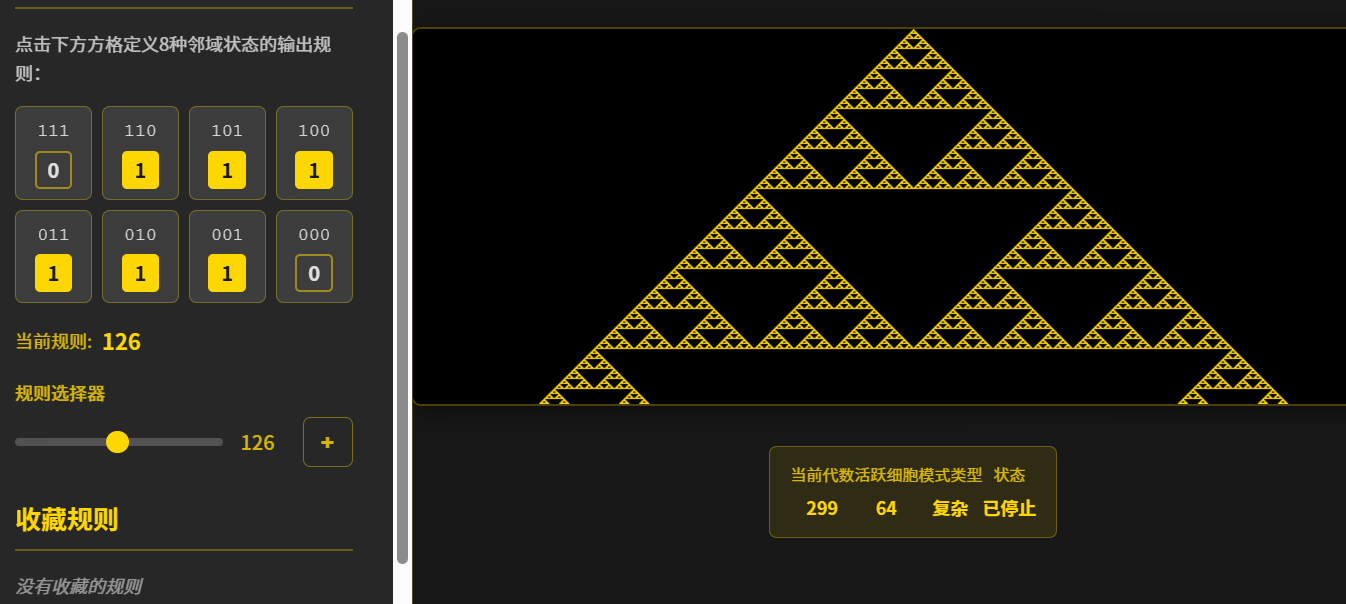 点击下方方格定义8种邻域状态的输出规
则：
111 110 101 100
0 1 1 1
011 010 001 000
1 1 1 0
当前规则: 126
规则选择器
126 +
收藏规则
没有收藏的规则
当前代数 活跃细胞 模式类型 状态
299 64 复杂 已停止